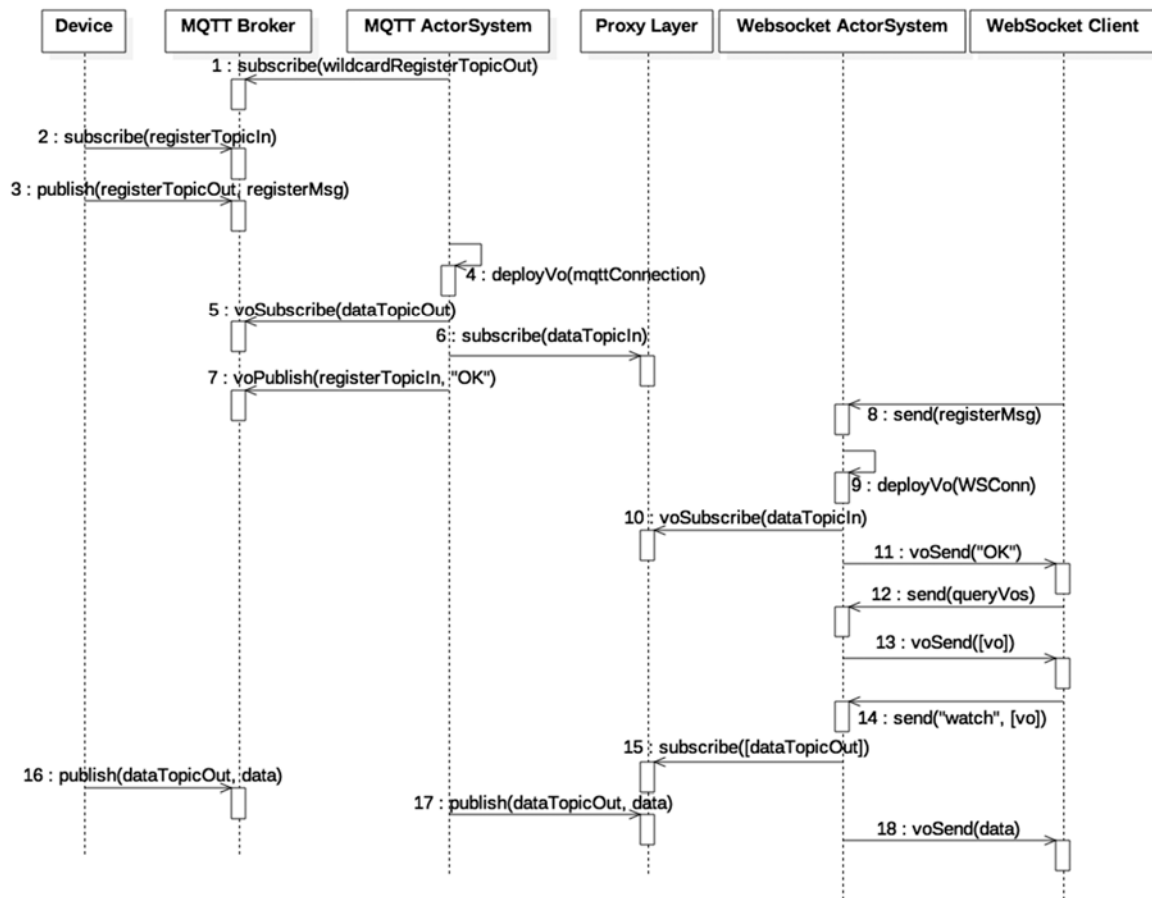 Device
MQTT Broker
MQTT ActorSystem
Proxy Layer
Websocket ActorSystem
WebSocket Client
1 : subscribe(wildcardRegisterTopicOut)
2 : subscribe(registerTopicIn)
3 : publish(registerTopicOut, registerMsg)
4 : deployVo(mqttConnection)
5 : voSubscribe(dataTopicOut)
6 : subscribe(dataTopicIn)
7 : voPublish(registerTopicIn, "OK")
8 : send(registerMsg)
9 : deployVo(WSConn)
10 : voSubscribe(dataTopicIn)
11 : voSend("OK")
12 : send(queryVos)
13 : voSend([vo])
14 : send("watch", [vo])
15 : subscribe([dataTopicOut])
16 : publish(dataTopicOut, data)
17 : publish(dataTopicOut, data)
18 : voSend(data)